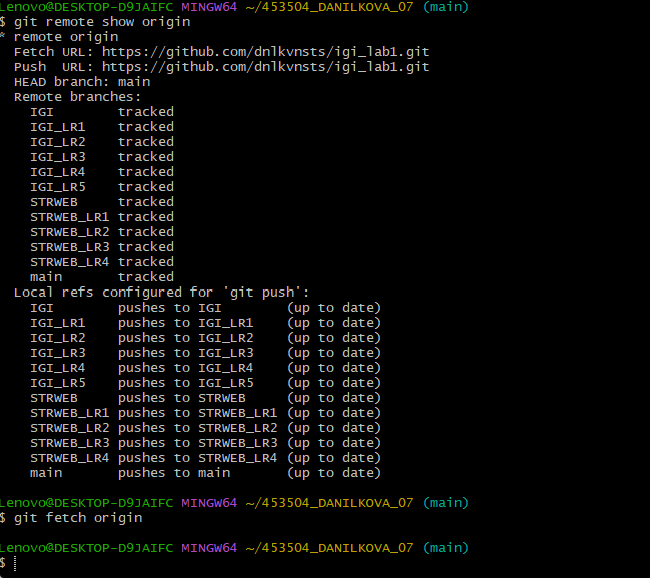 Lenovo@DESKTOP-D9JAIFC MINGW64 ~/453504_DANILKOVA_07 (main)
$ git remote show origin
* remote origin
  Fetch URL: https://github.com/dnlkvnsts/igi_lab1.git
  Push  URL: https://github.com/dnlkvnsts/igi_lab1.git
  HEAD branch: main
  Remote branches:
    IGI        tracked
    IGI_LR1    tracked
    IGI_LR2    tracked
    IGI_LR3    tracked
    IGI_LR4    tracked
    IGI_LR5    tracked
    STRWEB     tracked
    STRWEB_LR1 tracked
    STRWEB_LR2 tracked
    STRWEB_LR3 tracked
    STRWEB_LR4 tracked
    main       tracked
  Local refs configured for 'git push':
    IGI        pushes to IGI        (up to date)
    IGI_LR1    pushes to IGI_LR1    (up to date)
    IGI_LR2    pushes to IGI_LR2    (up to date)
    IGI_LR3    pushes to IGI_LR3    (up to date)
    IGI_LR4    pushes to IGI_LR4    (up to date)
    IGI_LR5    pushes to IGI_LR5    (up to date)
    STRWEB     pushes to STRWEB     (up to date)
    STRWEB_LR1 pushes to STRWEB_LR1 (up to date)
    STRWEB_LR2 pushes to STRWEB_LR2 (up to date)
    STRWEB_LR3 pushes to STRWEB_LR3 (up to date)
    STRWEB_LR4 pushes to STRWEB_LR4 (up to date)
    main       pushes to main       (up to date)
Lenovo@DESKTOP-D9JAIFC MINGW64 ~/453504_DANILKOVA_07 (main)
$ git fetch origin
Lenovo@DESKTOP-D9JAIFC MINGW64 ~/453504_DANILKOVA_07 (main)
$